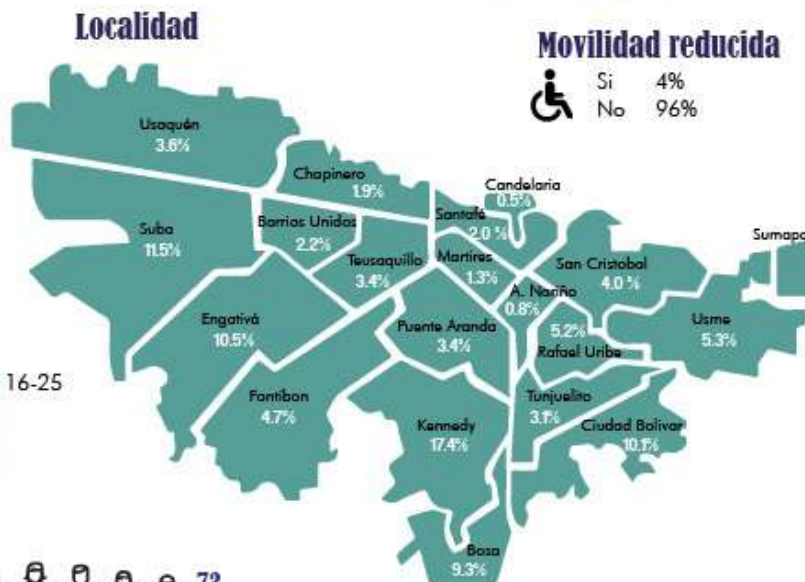 Localidad
Movilidad reducida
Si 4%
No 96%
Usaquén
3.6%
Chapinero
1.9%
Candelaria
0.5%
Santafé
2.0 %
Suba
11.5%
Barrios Unidos
2.2%
Teusaquillo
3.4%
Martires
1.3%
San Cristobal
4.0 %
A. Nariño
0.8%
Engativá
10.5%
Puente Aranda
3.4%
5.2%
Rafael Uribe
Usme
5.3%
16-25
Fontibon
4.7%
Kennedy
17.4%
Tunjuelito
3.1%
Ciudad Bolivar
10.1%
Bosa
9.3%
72